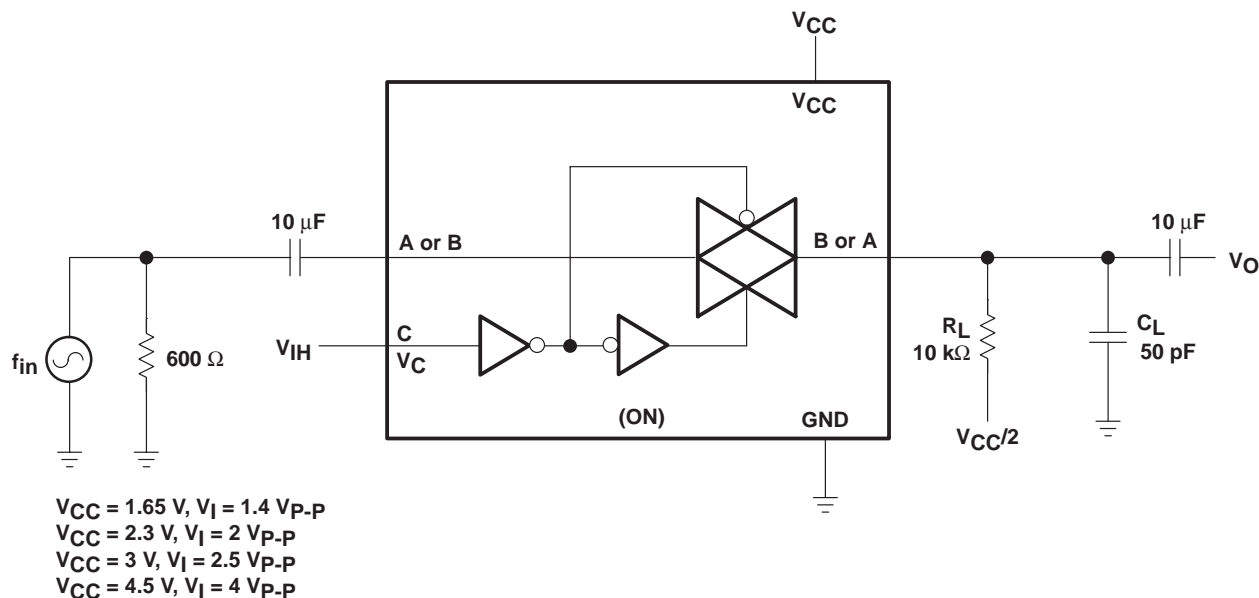 VCC
VCC
10 μF
A or B
B or A
10 μF
VO
fin
600 Ω
VIH
C
VC
RL
10 kΩ
CL
50 pF
(ON)
GND
VCC/2
VCC = 1.65 V, VI = 1.4 VP-P
VCC = 2.3 V, VI = 2 VP-P
VCC = 3 V, VI = 2.5 VP-P
VCC = 4.5 V, VI = 4 VP-P